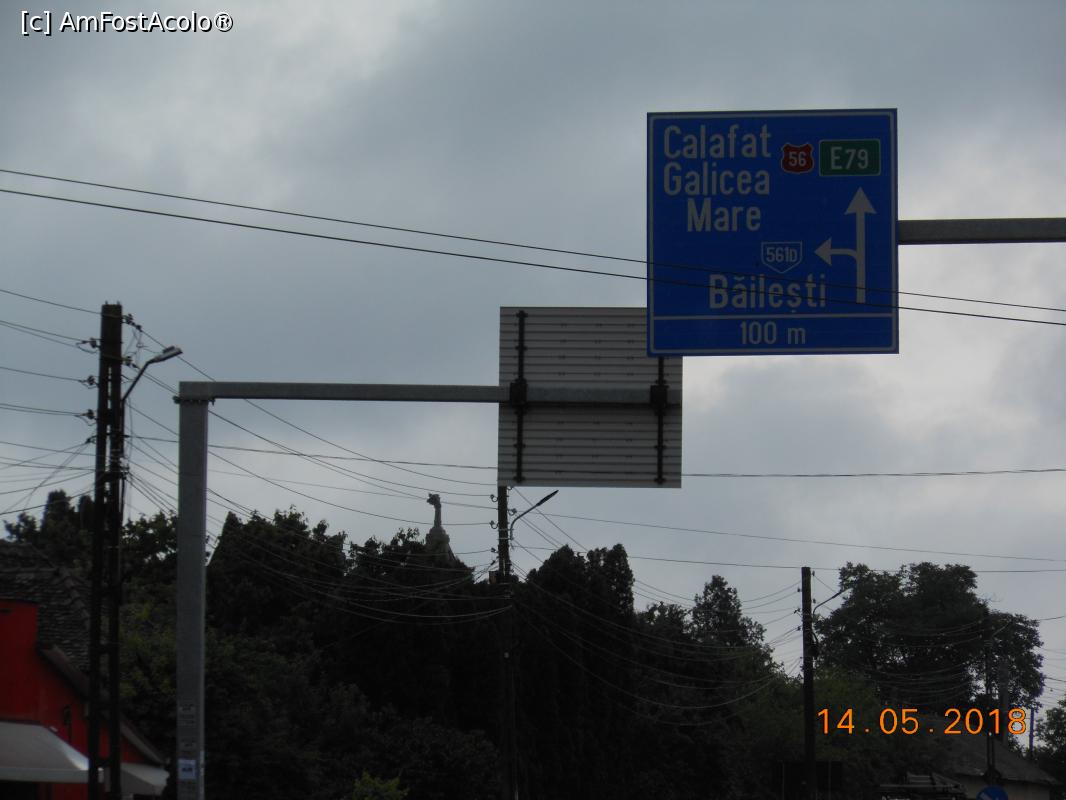 [c] AmFostAcolo®
Calafat 56 E79
Galicea
Mare
561D
Băilești
100 m
14.05.2018